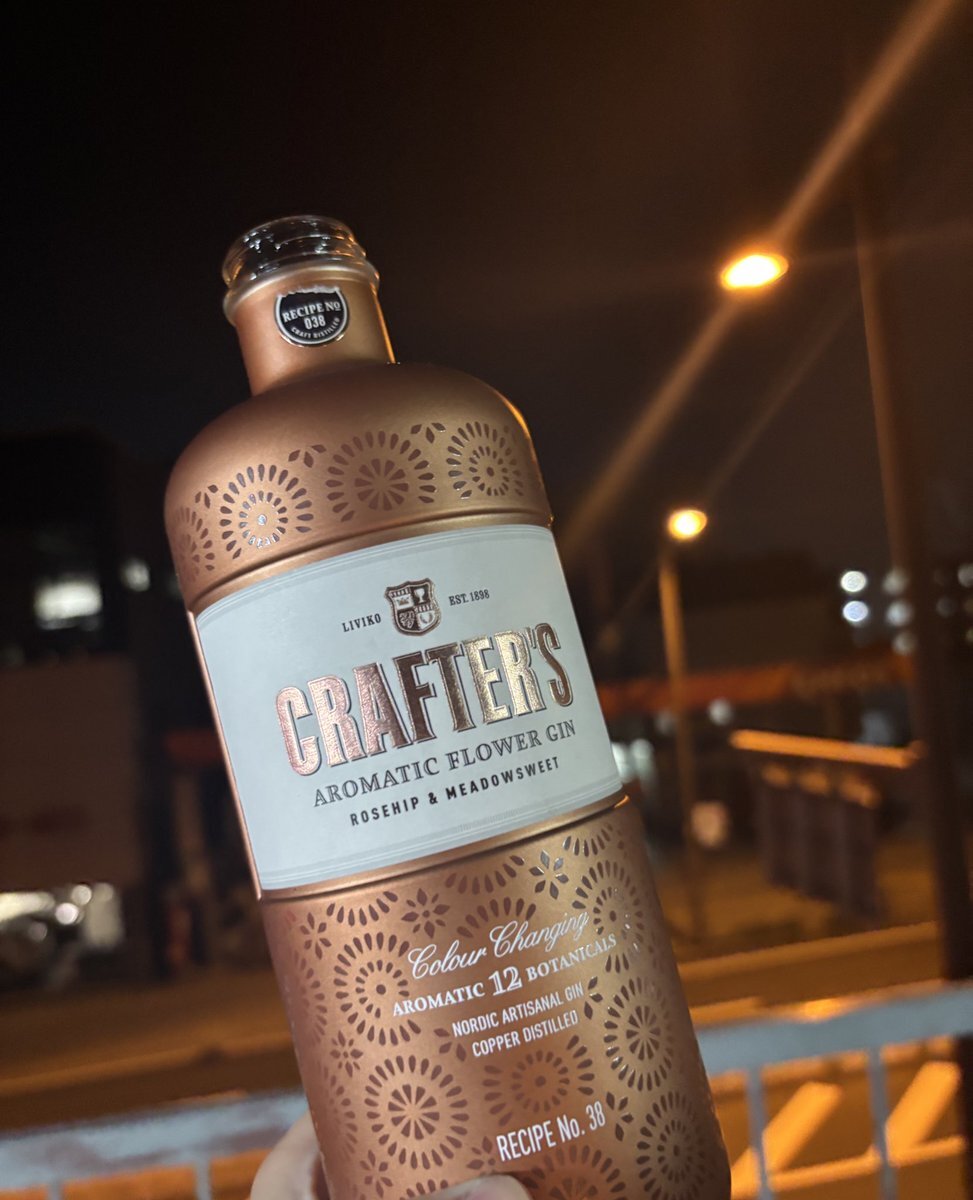 RECIPE No
038
CRAFT DISTILLED
LIVIKO EST. 1898
CRAFTER'S
AROMATIC FLOWER GIN
ROSEHIP & MEADOWSWEET
Colour Changing
AROMATIC 12 BOTANICALS
NORDIC ARTISANAL GIN
COPPER DISTILLED
RECIPE No. 38